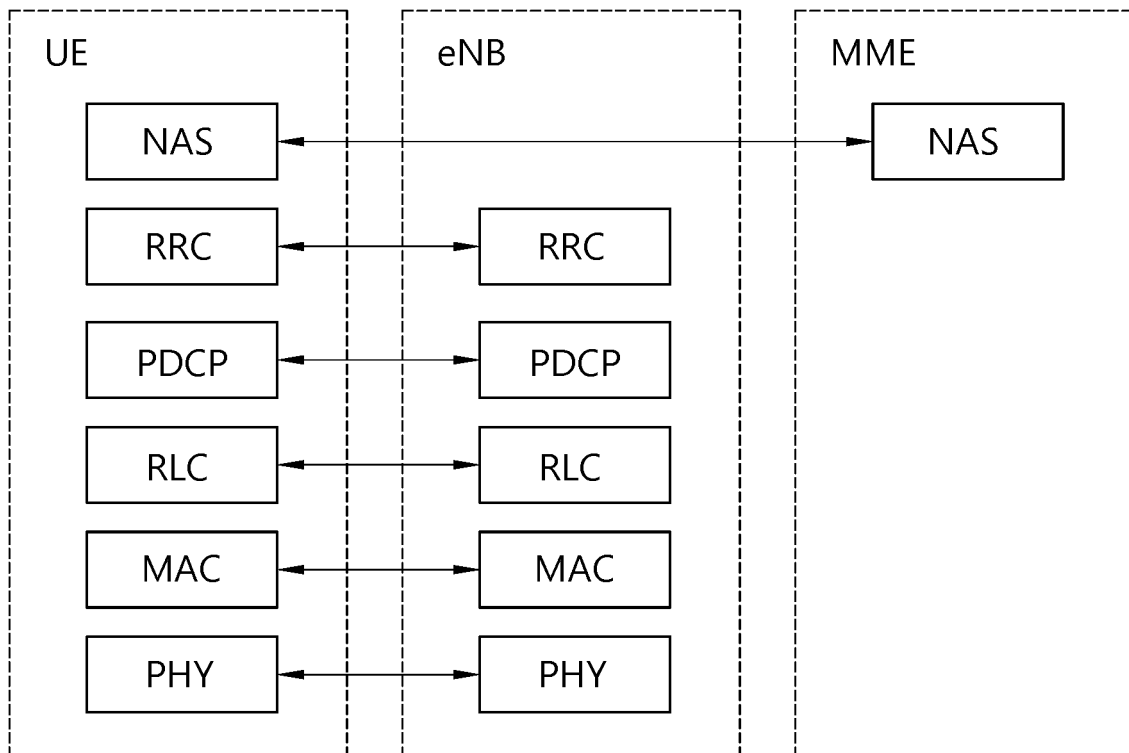 UE eNB MME
NAS NAS
RRC RRC
PDCP PDCP
RLC RLC
MAC MAC
PHY PHY